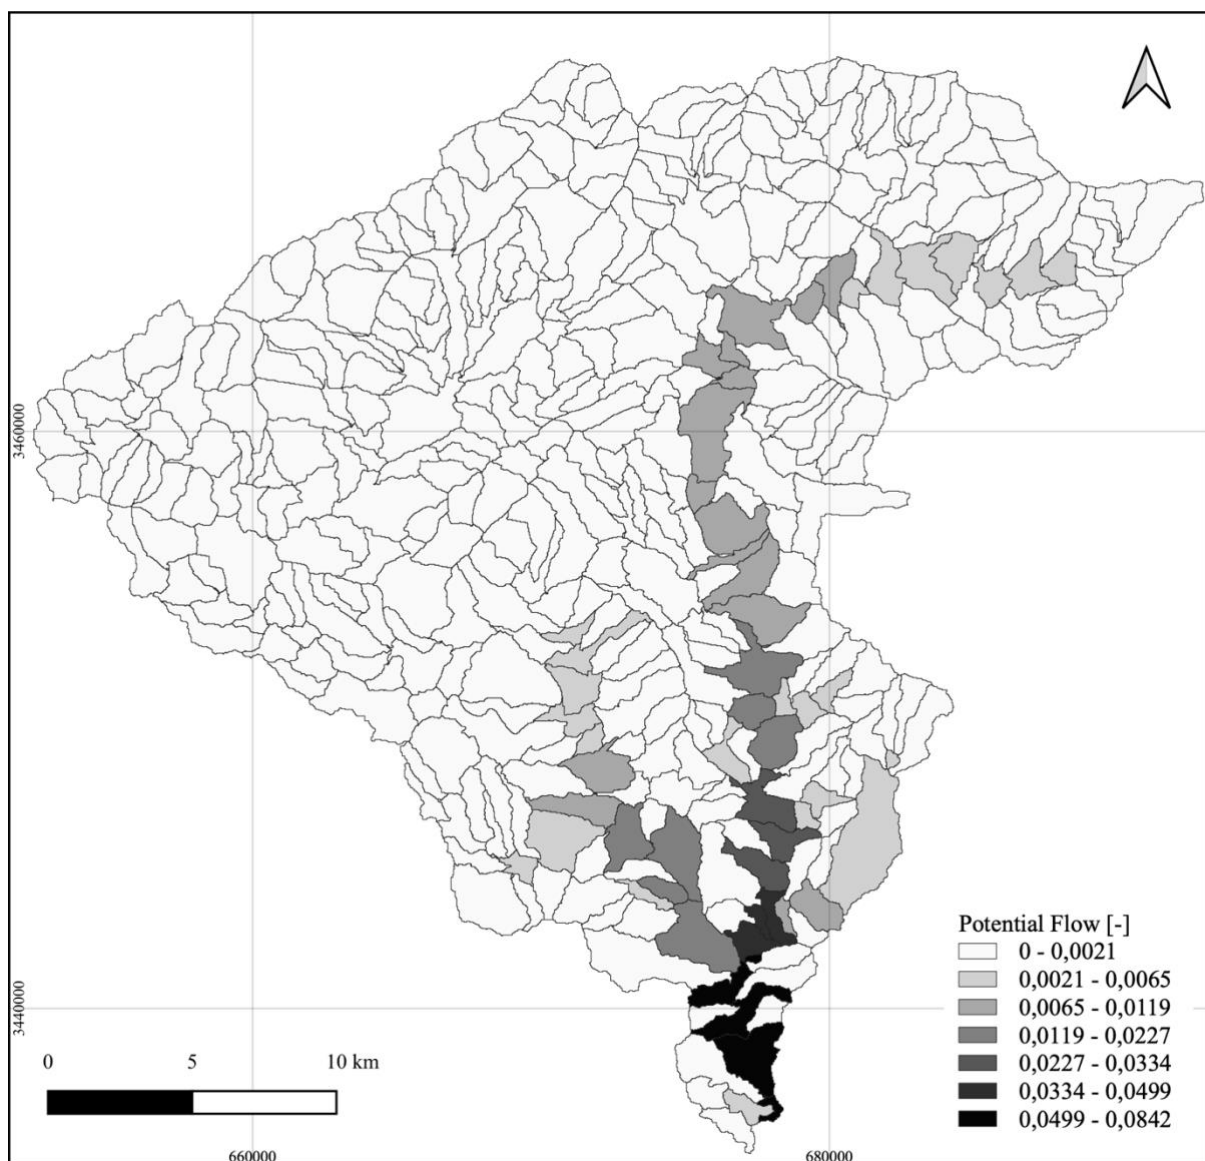 3460000
3440000
0 5 10 km
660000
680000
Potential Flow [-]
0 - 0,0021
0,0021 - 0,0065
0,0065 - 0,0119
0,0119 - 0,0227
0,0227 - 0,0334
0,0334 - 0,0499
0,0499 - 0,0842